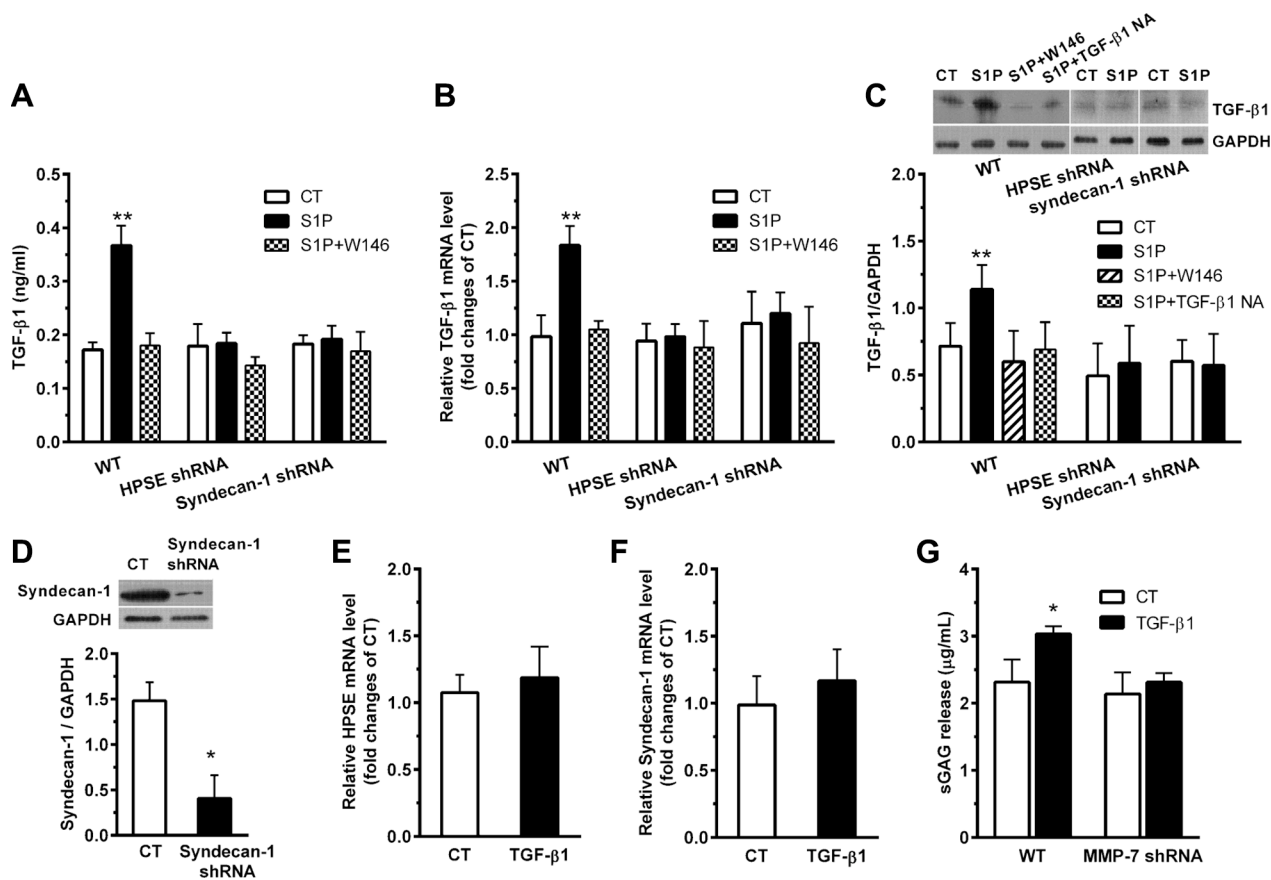 A
TGF-β1 (ng/ml)
0.5
0.4
0.3
0.2
0.1
0.0
**
CT
S1P
S1P+W146
WT
HPSE shRNA
Syndecan-1 shRNA
B
Relative TGF-β1 mRNA level
(fold changes of CT)
2.5
2.0
1.5
1.0
0.5
0.0
**
CT
S1P
S1P+W146
WT
HPSE shRNA
Syndecan-1 shRNA
C
CT S1P S1P+W146 S1P+TGF-β1 NA CT S1P CT S1P
TGF-β1
GAPDH
WT
HPSE shRNA
syndecan-1 shRNA
TGF-β1/GAPDH
2.0
1.5
1.0
0.5
0.0
**
CT
S1P
S1P+W146
S1P+TGF-β1 NA
WT
HPSE shRNA
Syndecan-1 shRNA
D
CT
Syndecan-1
shRNA
Syndecan-1
GAPDH
Syndecan-1 / GAPDH
2.0
1.5
1.0
0.5
0.0
*
CT
Syndecan-1
shRNA
E
Relative HPSE mRNA level
(fold changes of CT)
2.0
1.5
1.0
0.5
0.0
CT TGF-β1
F
Relative Syndecan-1 mRNA level
(fold changes of CT)
2.0
1.5
1.0
0.5
0.0
CT TGF-β1
G
sGAG release (μg/mL)
4
3
2
1
0
*
CT
TGF-β1
WT MMP-7 shRNA